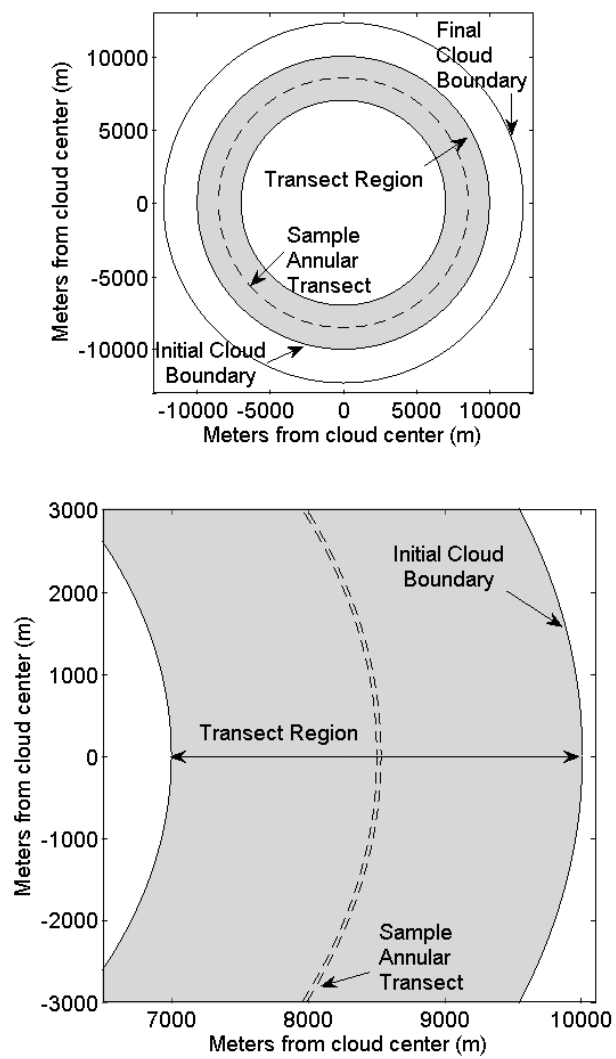 Final
Cloud
Boundary
10000
5000
0
-5000
-10000
Meters from cloud center (m)
Transect Region
Sample
Annular
Transect
Initial Cloud
Boundary
-10000 -5000 0 5000 10000
Meters from cloud center (m)
3000
2000
1000
0
-1000
-2000
-3000
Meters from cloud center (m)
Initial Cloud
Boundary
Transect Region
Sample
Annular
Transect
7000 8000 9000 10000
Meters from cloud center (m)